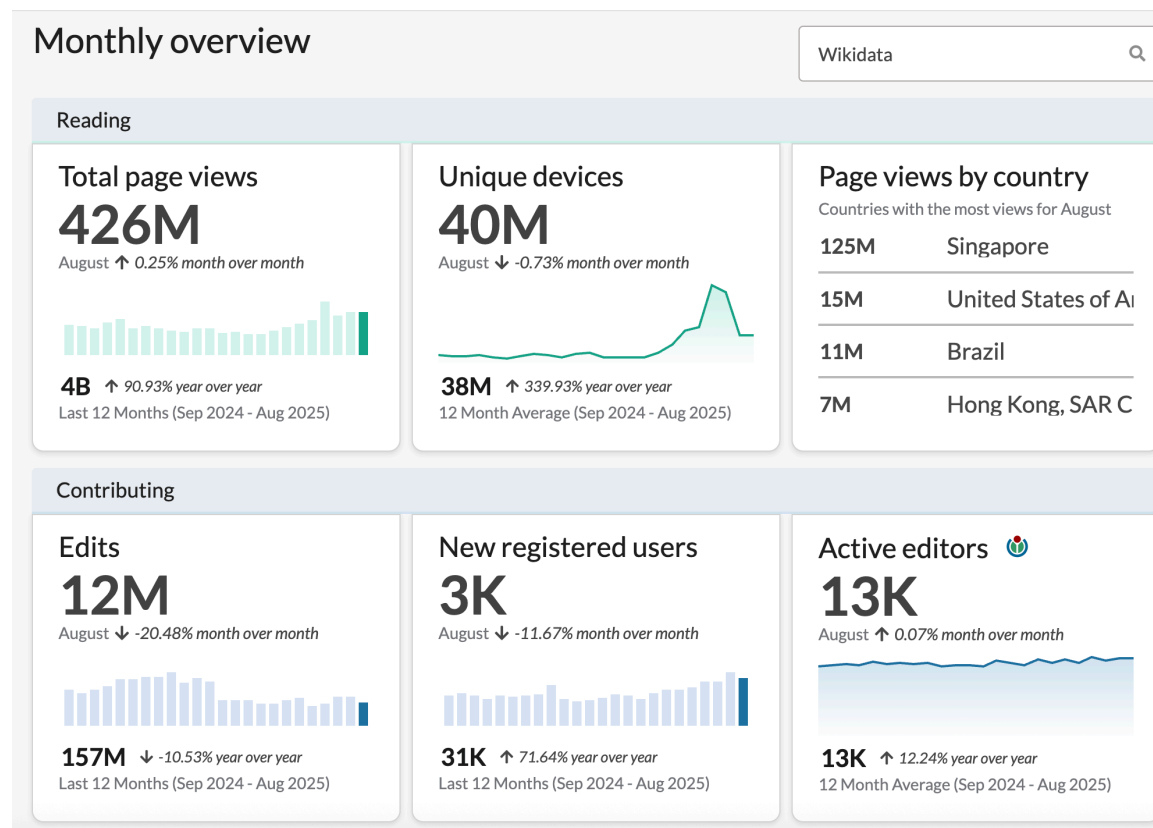 Monthly overview
Wikidata
Reading
Total page views
426M
August ↑ 0.25% month over month
4B ↑ 90.93% year over year
Last 12 Months (Sep 2024 - Aug 2025)
Unique devices
40M
August ↓ -0.73% month over month
38M ↑ 339.93% year over year
12 Month Average (Sep 2024 - Aug 2025)
Page views by country
Countries with the most views for August
125M Singapore
15M United States of
11M Brazil
7M Hong Kong, SAR
Contributing
Edits
12M
August ↓ -20.48% month over month
157M ↓ -10.53% year over year
Last 12 Months (Sep 2024 - Aug 2025)
New registered users
3K
August ↓ -11.67% month over month
31K ↑ 71.64% year over year
Last 12 Months (Sep 2024 - Aug 2025)
Active editors
13K
August ↑ 0.07% month over month
13K ↑ 12.24% year over year
12 Month Average (Sep 2024 - Aug 2025)